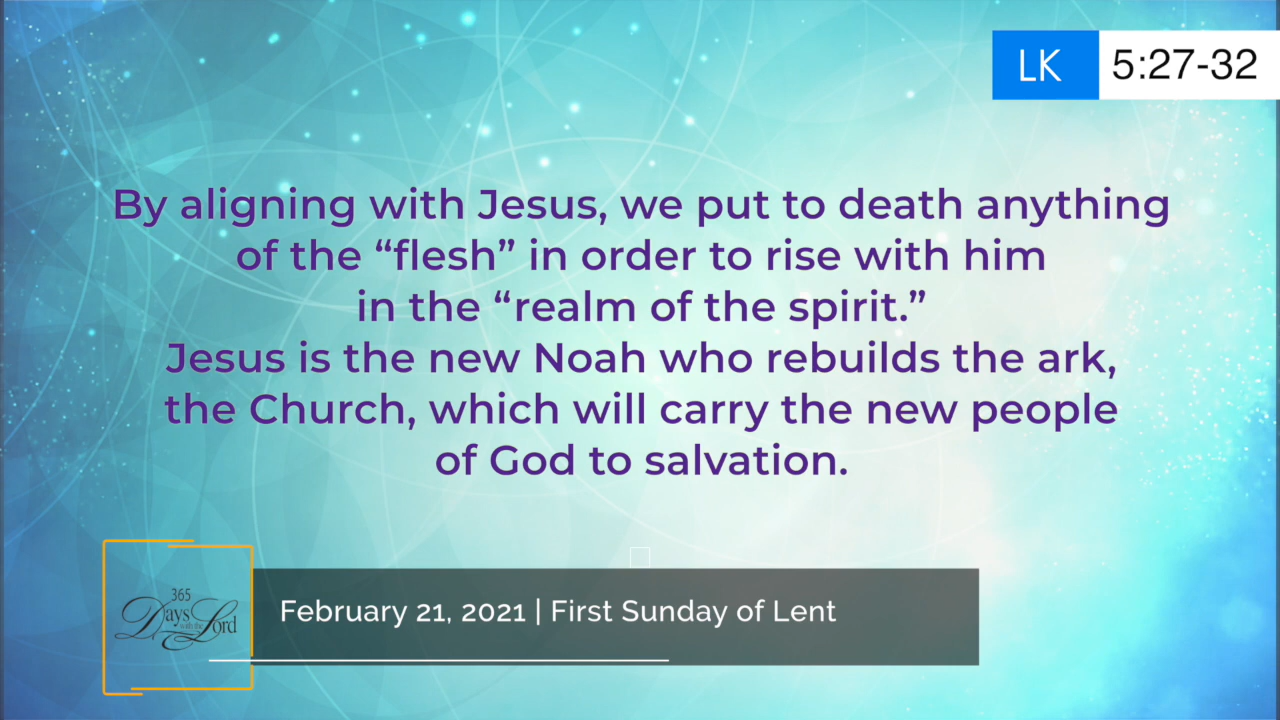 LK 5:27-32
By aligning with Jesus, we put to death anything
of the “flesh” in order to rise with him
in the “realm of the spirit.”
Jesus is the new Noah who rebuilds the ark,
the Church, which will carry the new people
of God to salvation.
365
Days with the Lord
February 21, 2021 | First Sunday of Lent